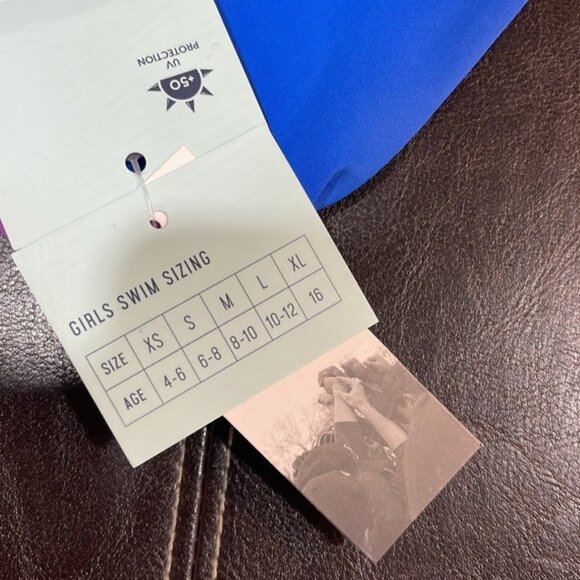 +50
UV
PROTECTION
GIRLS SWIM SIZING
SIZE XS S M L XL
AGE 4-6 6-8 8-10 10-12 16